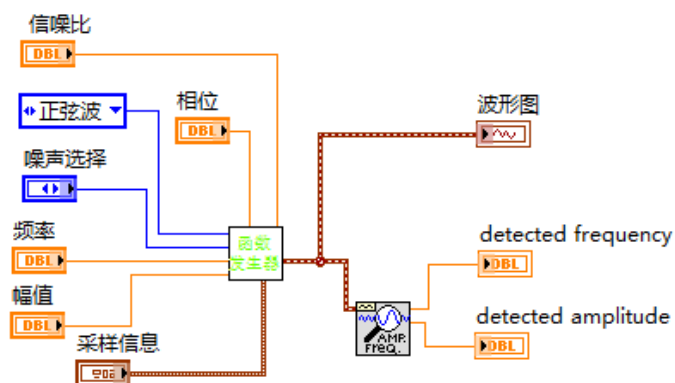 信噪比
DBL
正弦波
相位
DBL
波形图
噪声选择
频率
DBL
函数
发生器
detected frequency
DBL
幅值
DBL
AMP.
FREQ.
detected amplitude
DBL
采样信息